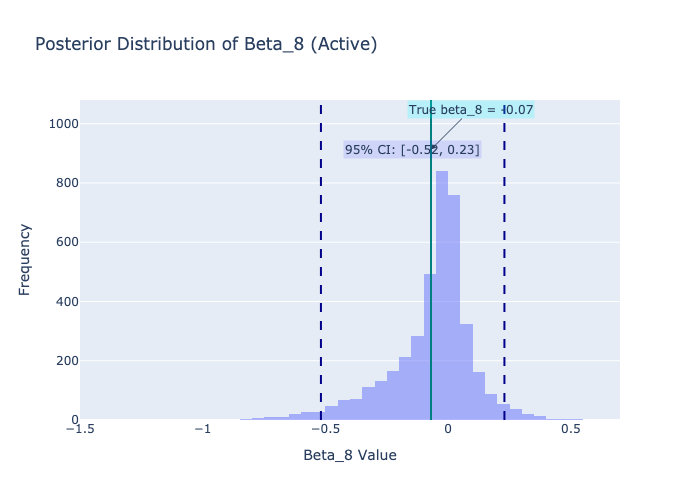 Posterior Distribution of Beta_8 (Active)
True beta_8 = -0.07
95% CI: [-0.52, 0.23]
1000
800
600
400
200
0
Frequency
−1.5
−1
−0.5
0
0.5
Beta_8 Value